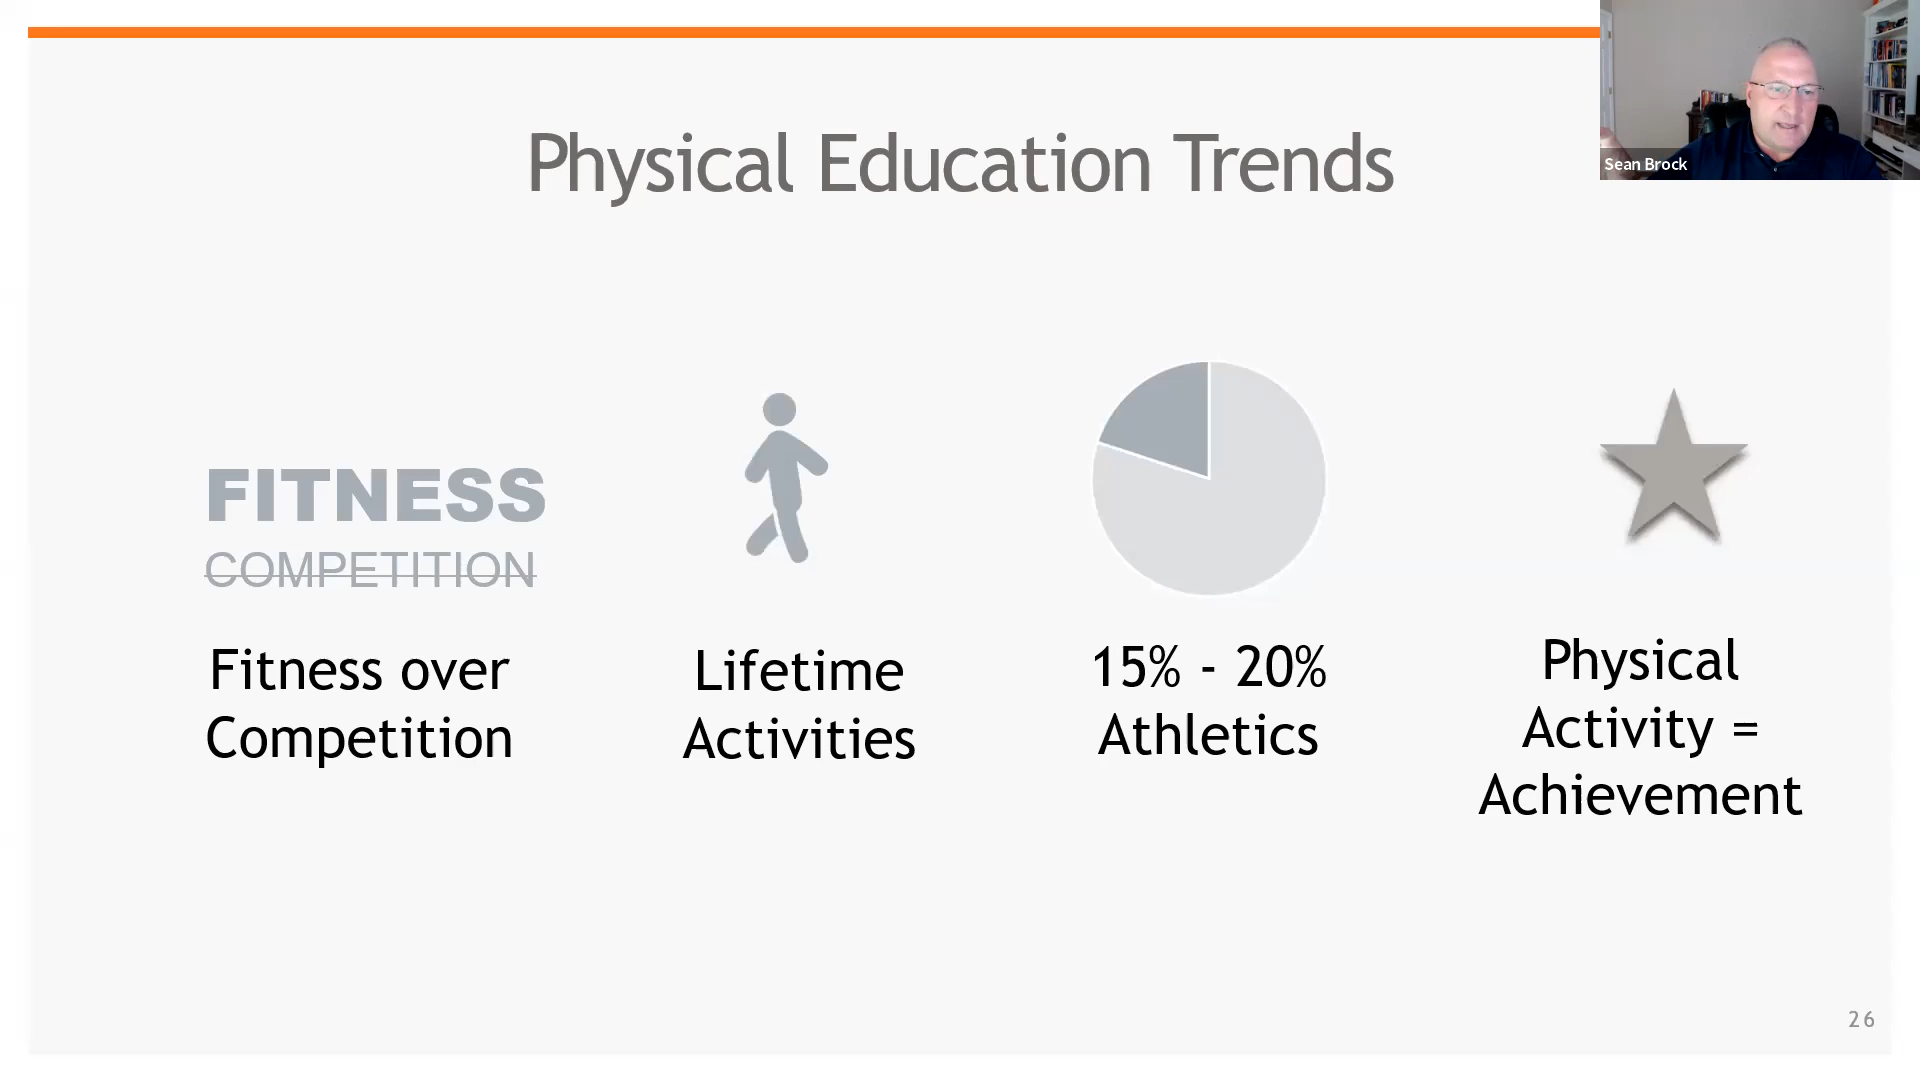 Physical Education Trends
Sean Brock
FITNESS
COMPETITION
Fitness over
Competition
Lifetime
Activities
15% - 20%
Athletics
Physical
Activity =
Achievement
26